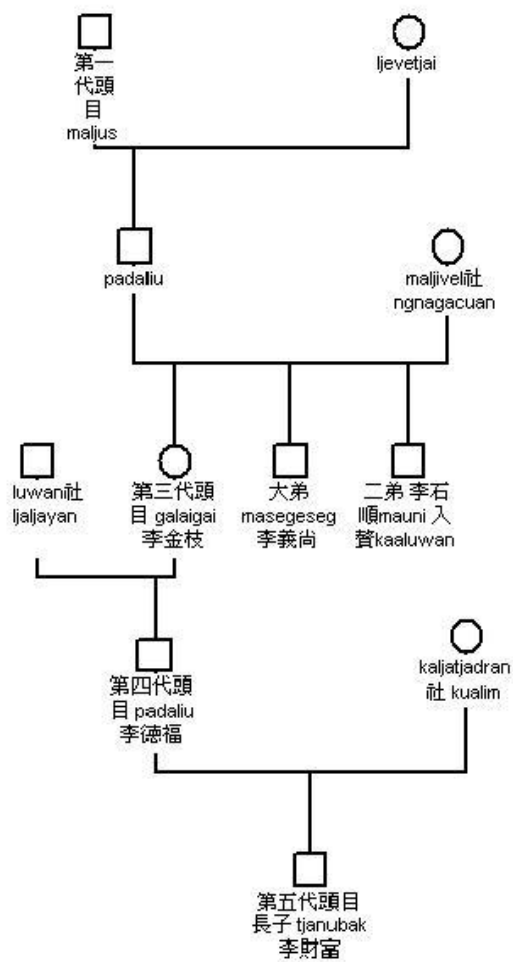 第一
代頭
目
maljus
ljevetjai
padaliu
maljiveli社
ngnagacuan
luwan社
ljaljayan
第三代頭
目 galaigai
李金枝
大弟
masegeseg
李義尚
二弟 李石
順mauni 入
贅kaaluwan
第四代頭
目 padaliu
李德福
kaljatjadran
社 kualim
第五代頭目
長子 tjanubak
李財富